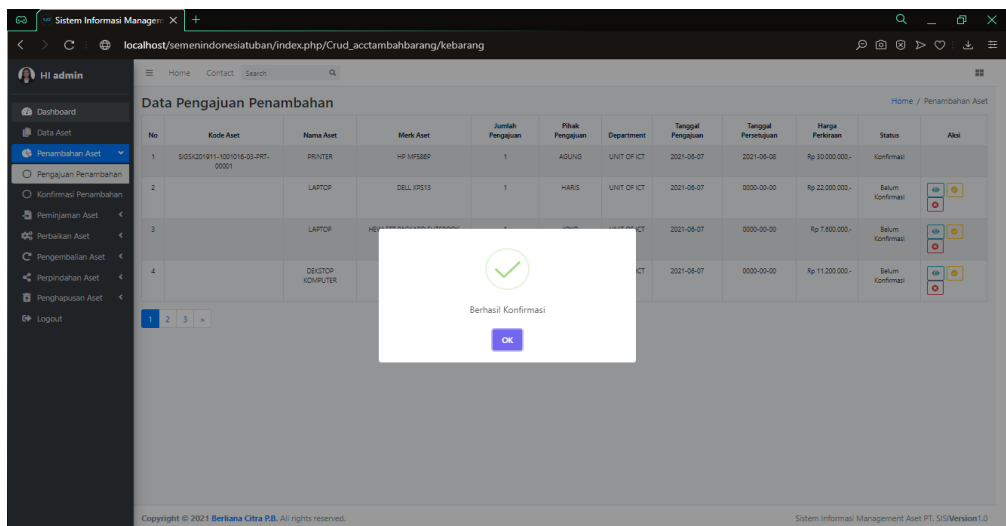 Sistem Informasi Managem
localhost/semenindonesiatuban/index.php/Crud_acctambahbarang/kebarang
HI admin
Home Contact Search
Dashboard
Data Aset
Penambahan Aset
Pengajuan Penambahan
Konfirmasi Penambahan
Peminjaman Aset
Perbaikan Aset
Pengembalian Aset
Perpindahan Aset
Penghapusan Aset
Logout
Data Pengajuan Penambahan
Home / Penambahan Aset
No Kode Aset Nama Aset Merk Aset Jumlah Pengajuan Pihak Pengajuan Department Tanggal Pengajuan Tanggal Persetujuan Harga Perkiraan Status Aksi
1 SIGSK201911-1001016-03-PRT-00001 PRINTER HP MFS86P 1 AGUNG UNIT OF ICT 2021-06-07 2021-06-08 Rp 30.000.000,- Konfirmasi
2 LAPTOP DELL XPS13 1 HARIS UNIT OF ICT 2021-06-07 0000-00-00 Rp 22.000.000,- Belum Konfirmasi
3 LAPTOP 2021-06-07 0000-00-00 Rp 7.600.000,- Belum Konfirmasi
4 DEKSTOP KOMPUTER ICT 2021-06-07 0000-00-00 Rp 11.200.000,- Belum Konfirmasi
1 2 3 »
Berhasil Konfirmasi
OK
Copyright © 2021 Berliana Citra P.B. All rights reserved.
Sistem Informasi Management Aset PT. SISIVersion1.0